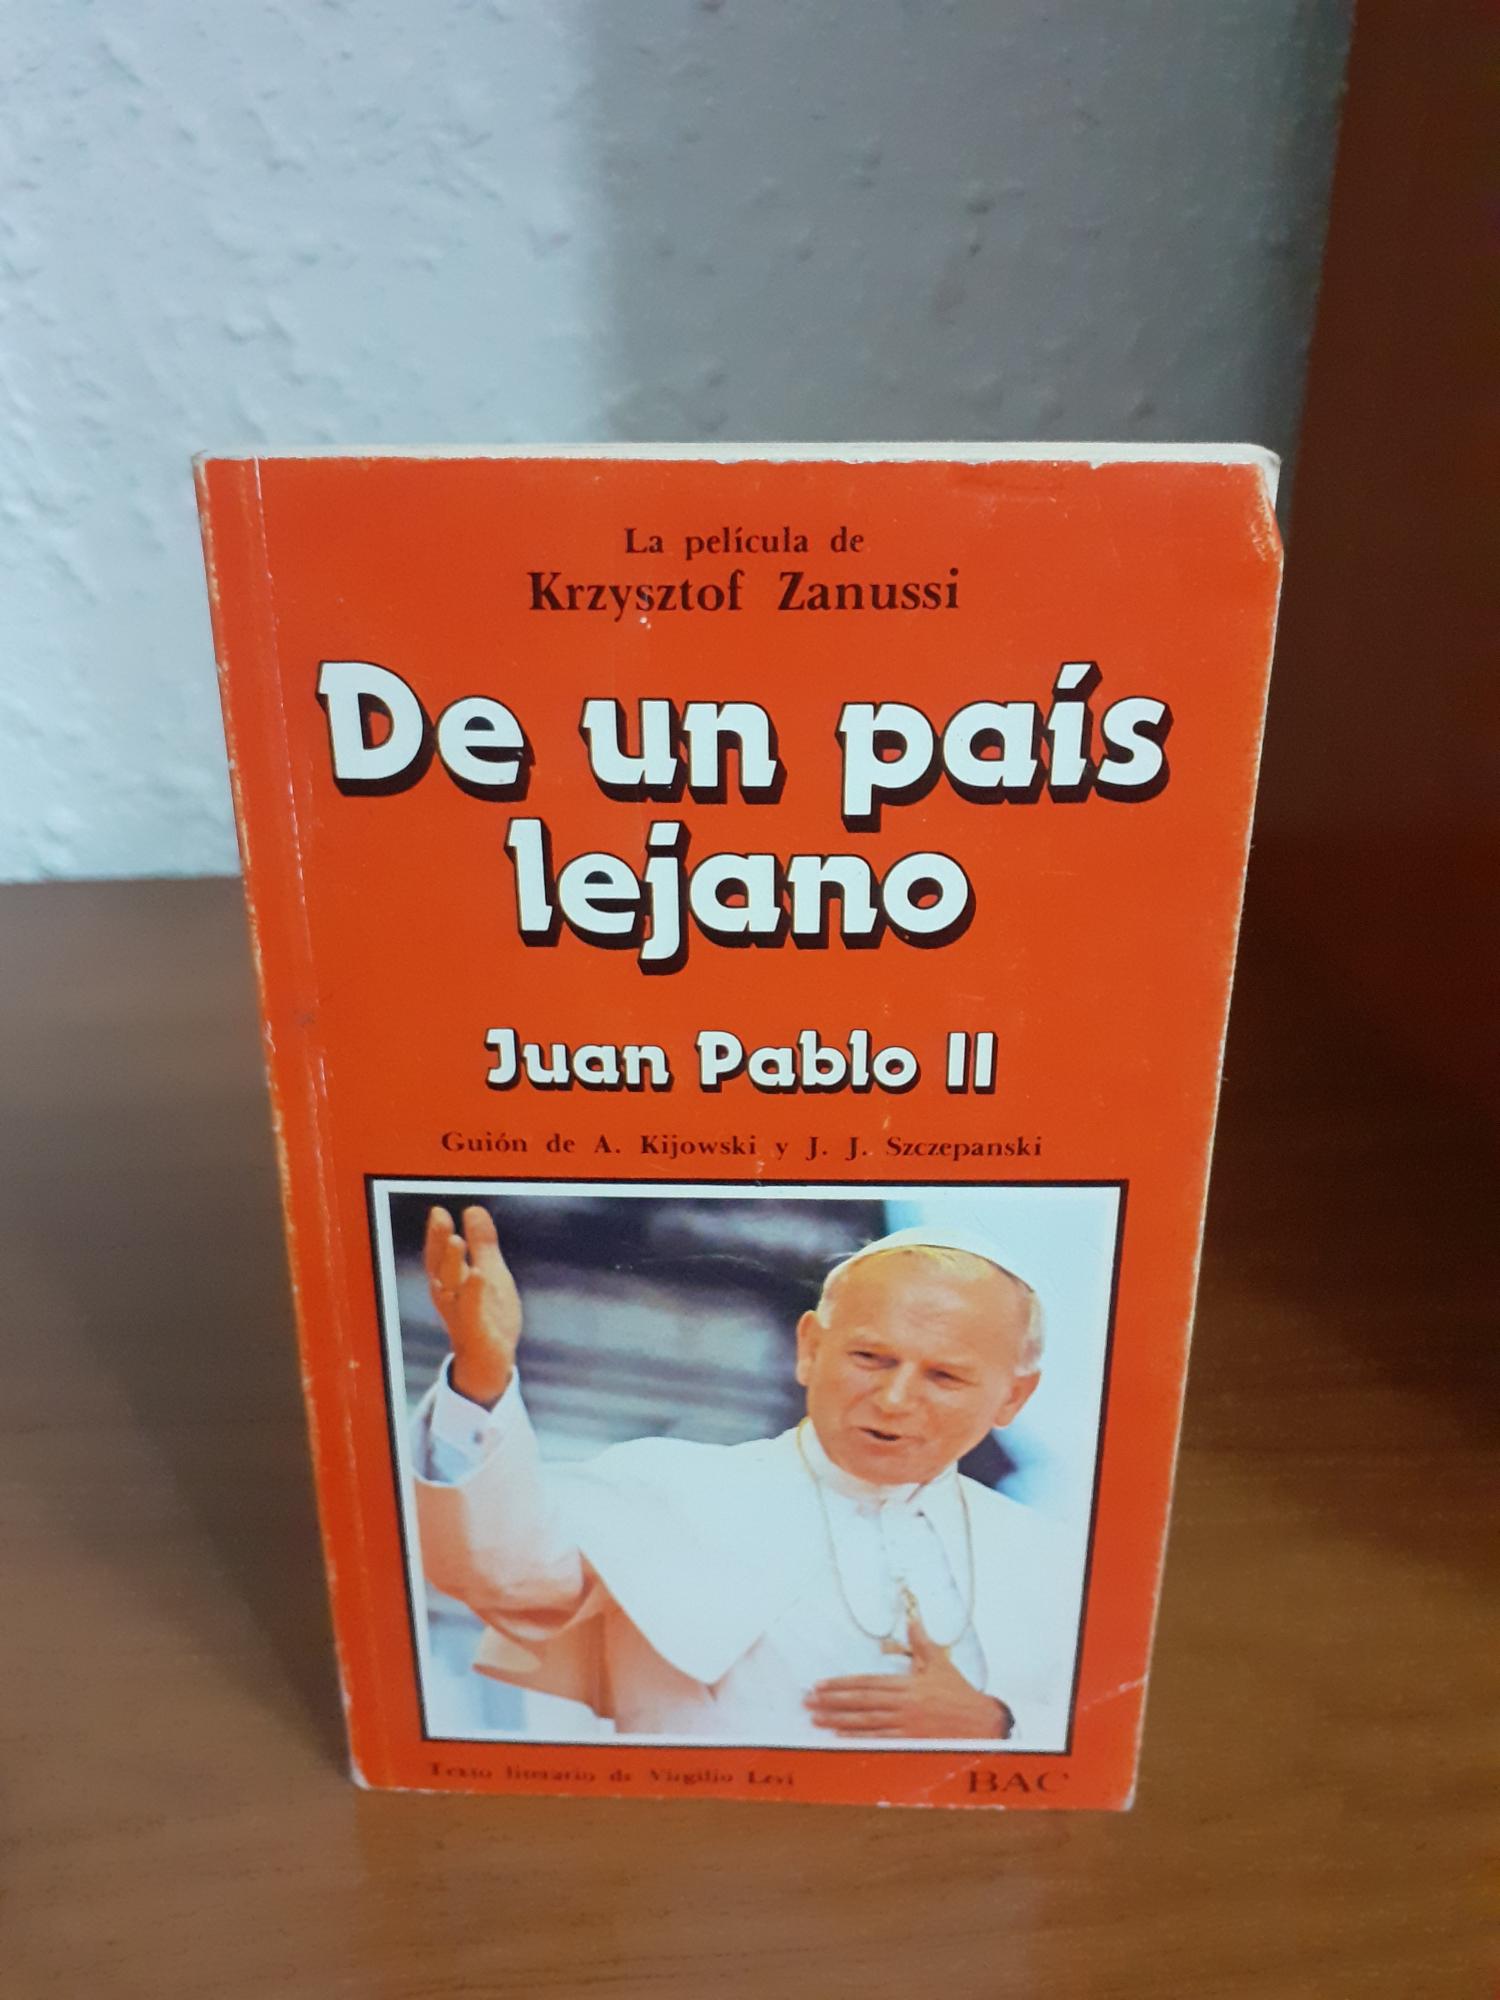 La película de
Krzysztof Zanussi
De un país
lejano
Juan Pablo II
Guión de A. Kijowski y J. J. Szczepanski
Texto literario de Virgilio Levi
BAC